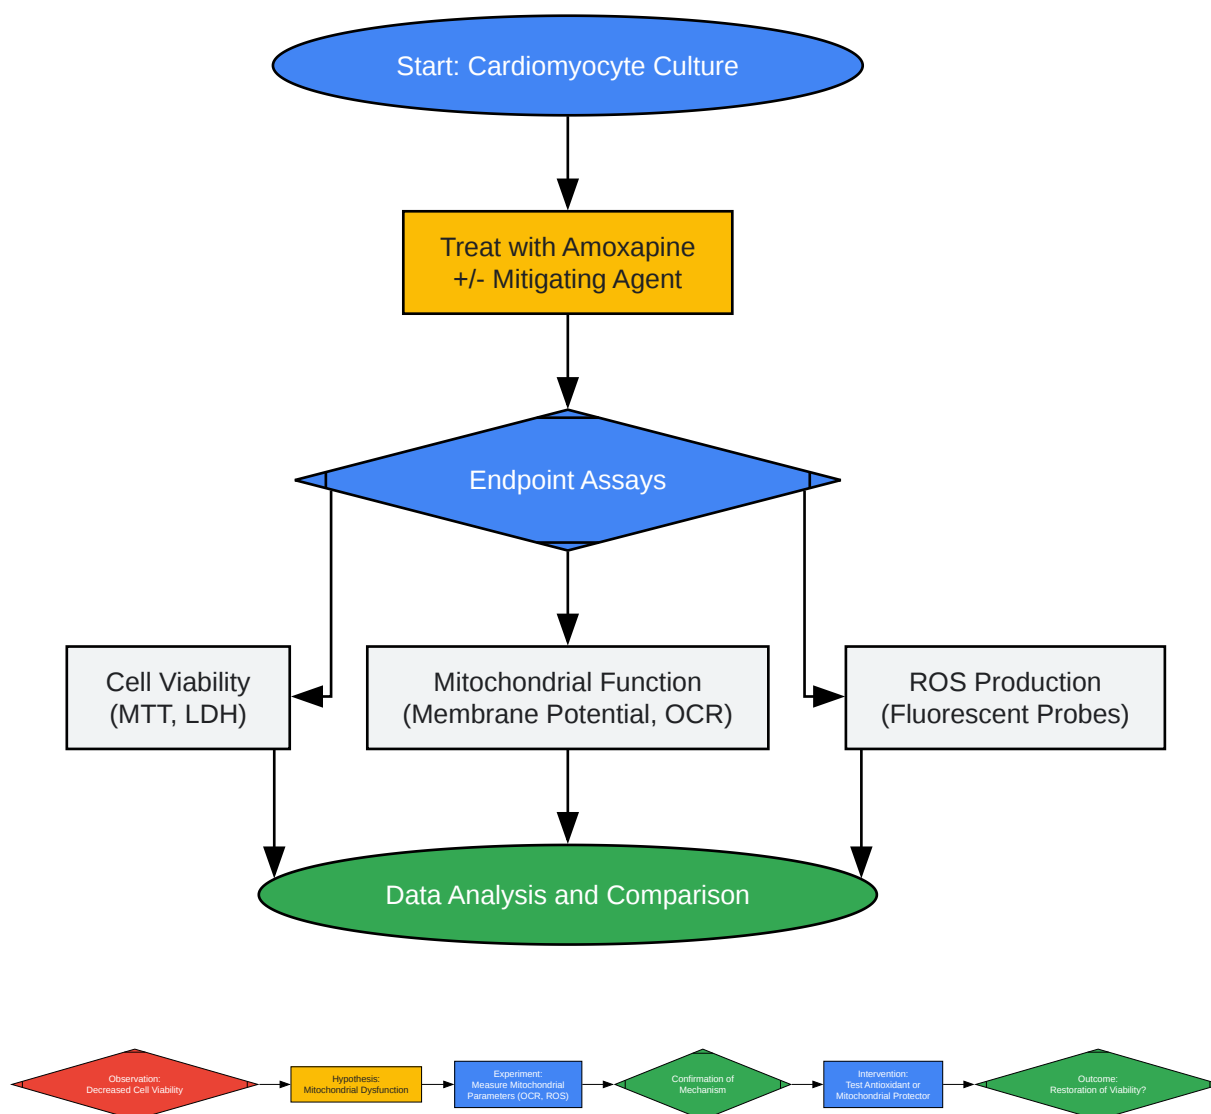 Start: Cardiomyocyte Culture
Treat with Amoxapine
+/- Mitigating Agent
Endpoint Assays
Cell Viability
(MTT, LDH)
Mitochondrial Function
(Membrane Potential, OCR)
ROS Production
(Fluorescent Probes)
Data Analysis and Comparison
Observation:
Decreased Cell Viability
Hypothesis:
Mitochondrial Dysfunction
Experiment:
Measure Mitochondrial
Parameters (OCR, ROS)
Confirmation of
Mechanism
Intervention:
Test Antioxidant or
Mitochondrial Protector
Outcome:
Restoration of Viability?